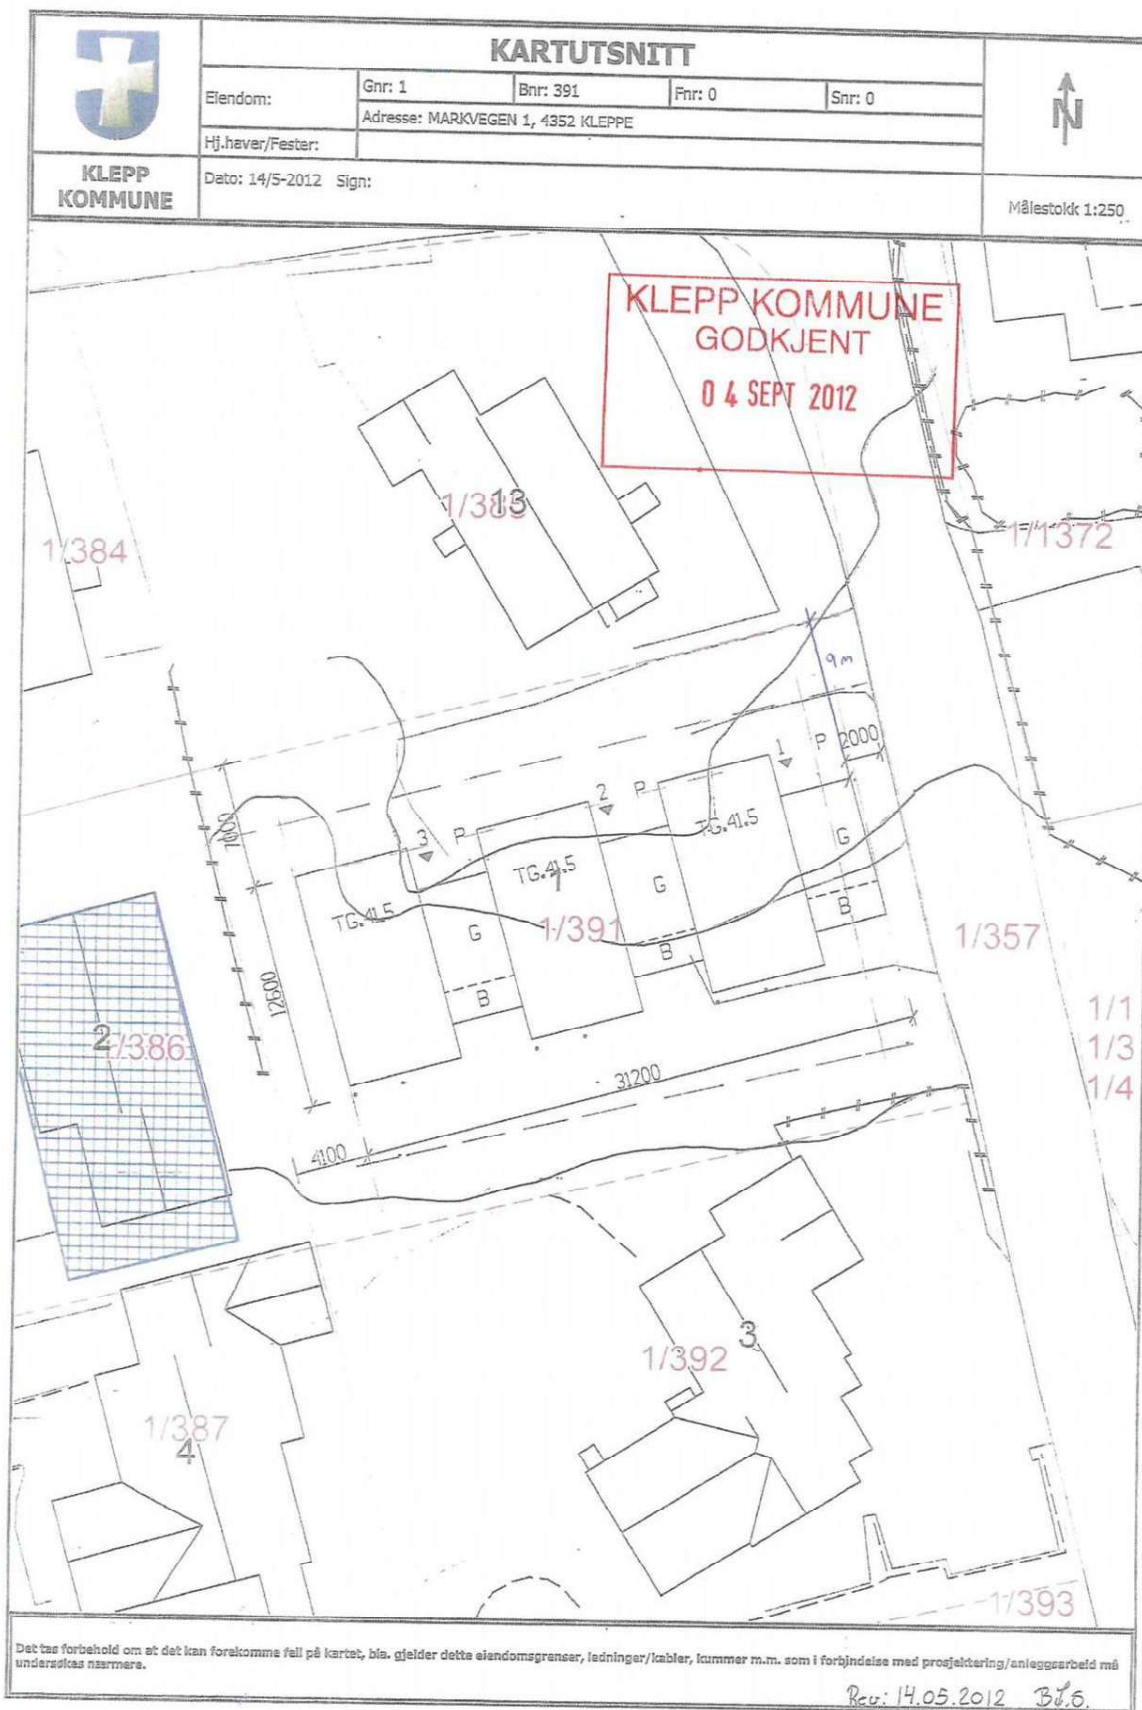 KARTUTSNITT
Eiendom:
Gnr: 1
Bnr: 391
Fnr: 0
Snr: 0
Adresse: MARKVEGEN 1, 4352 KLEPPE
Hj.haver/Fester:
KLEPP
KOMMUNE
Dato: 14/5-2012 Sign:
N
Målestokk 1:250
KLEPP KOMMUNE
GODKJENT
04 SEPT 2012
1/385
13
1/384
1/1372
9m
1
P
2000
2
P
3
P
7000
TG.41.5
TG.41.5
TG.41.5
1
G
G
G
B
B
B
1/391
1/357
12600
2
1/386
1/1
1/3
1/4
31200
4100
3
1/392
1/387
4
1/393
Det tas forbehold om at det kan forekomme feil på kartet, bla. gjelder dette eiendomsgrenser, ledninger/kabler, kummer m.m. som i forbindelse med prosjektering/anleggsarbeid må
undersøkes nærmere.
Rev: 14.05.2012